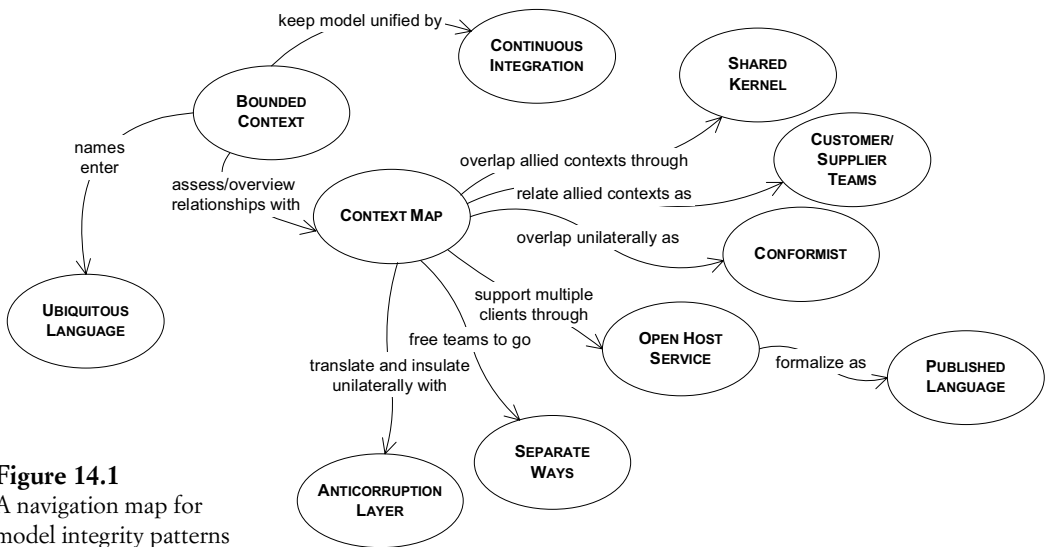 keep model unified by
CONTINUOUS
INTEGRATION
SHARED
KERNEL
BOUNDED
CONTEXT
CUSTOMER/
SUPPLIER
TEAMS
names
enter
overlap allied contexts through
assess/overview
relationships with
relate allied contexts as
CONTEXT MAP
overlap unilaterally as
CONFORMIST
UBIQUITOUS
LANGUAGE
support multiple
clients through
free teams to go
OPEN HOST
SERVICE
formalize as
PUBLISHED
LANGUAGE
translate and insulate
unilaterally with
SEPARATE
WAYS
ANTICORRUPTION
LAYER
Figure 14.1
A navigation map for
model integrity patterns